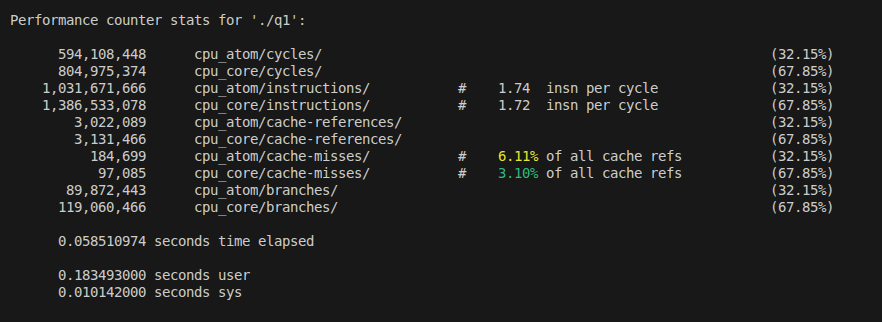 Performance counter stats for './q1':
594,108,448 cpu_atom/cycles/ (32.15%)
804,975,374 cpu_core/cycles/ (67.85%)
1,031,671,666 cpu_atom/instructions/ # 1.74 insn per cycle (32.15%)
1,386,533,078 cpu_core/instructions/ # 1.72 insn per cycle (67.85%)
3,022,089 cpu_atom/cache-references/ (32.15%)
3,131,466 cpu_core/cache-references/ (67.85%)
184,699 cpu_atom/cache-misses/ # 6.11% of all cache refs (32.15%)
97,085 cpu_core/cache-misses/ # 3.10% of all cache refs (67.85%)
89,872,443 cpu_atom/branches/ (32.15%)
119,060,466 cpu_core/branches/ (67.85%)
0.058510974 seconds time elapsed
0.183493000 seconds user
0.010142000 seconds sys